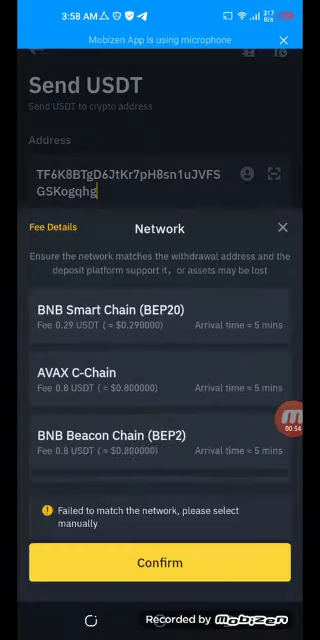 3:58 AM
317 B/S
Mobizen App is using microphone
Send USDT
Send USDT to crypto address
Address
TF6K8BTgD6JtKr7pH8sn1uJVFS
GSKogqhg
Fee Details
Network
Ensure the network matches the withdrawal address and the
deposit platform support it, or assets may be lost
BNB Smart Chain (BEP20)
Fee 0.29 USDT ( ≈ $0.290000)
Arrival time ≈ 5 mins
AVAX C-Chain
Fee 0.8 USDT ( ≈ $0.800000)
Arrival time ≈ 5 mins
00:54
BNB Beacon Chain (BEP2)
Fee 0.8 USDT ( ≈ $0.800000)
Arrival time ≈ 5 mins
Failed to match the network, please select
manually
Confirm
Recorded by mobizen